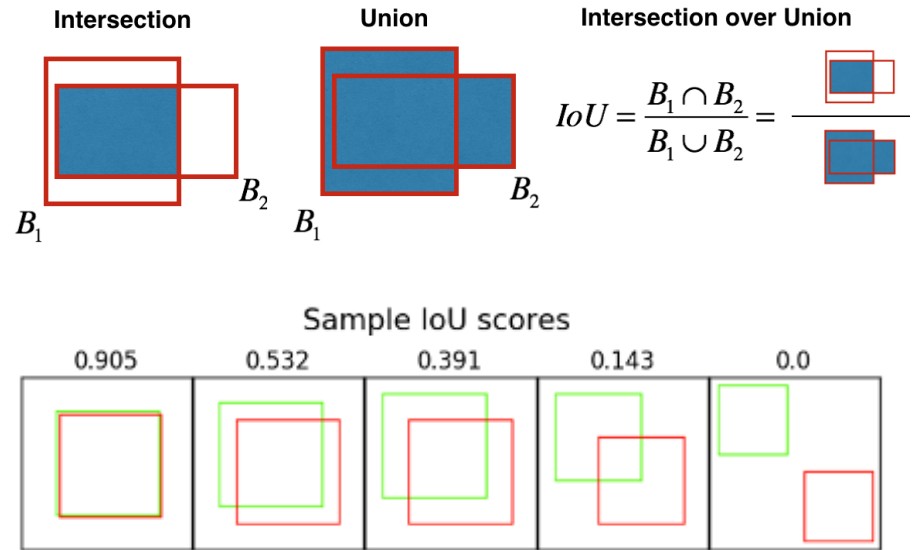 Intersection
Union
Intersection over Union
B₁
B₂
B₁
B₂
IoU = B₁ ∩ B₂ / B₁ ∪ B₂ =
Sample IoU scores
0.905 0.532 0.391 0.143 0.0